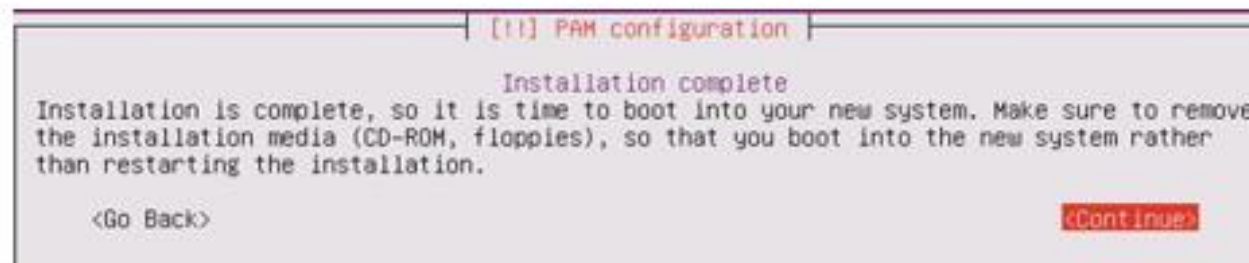 [!!] PAM configuration
Installation complete
Installation is complete, so it is time to boot into your new system. Make sure to remove
the installation media (CD-ROM, floppies), so that you boot into the new system rather
than restarting the installation.
<Go Back> <Continue>